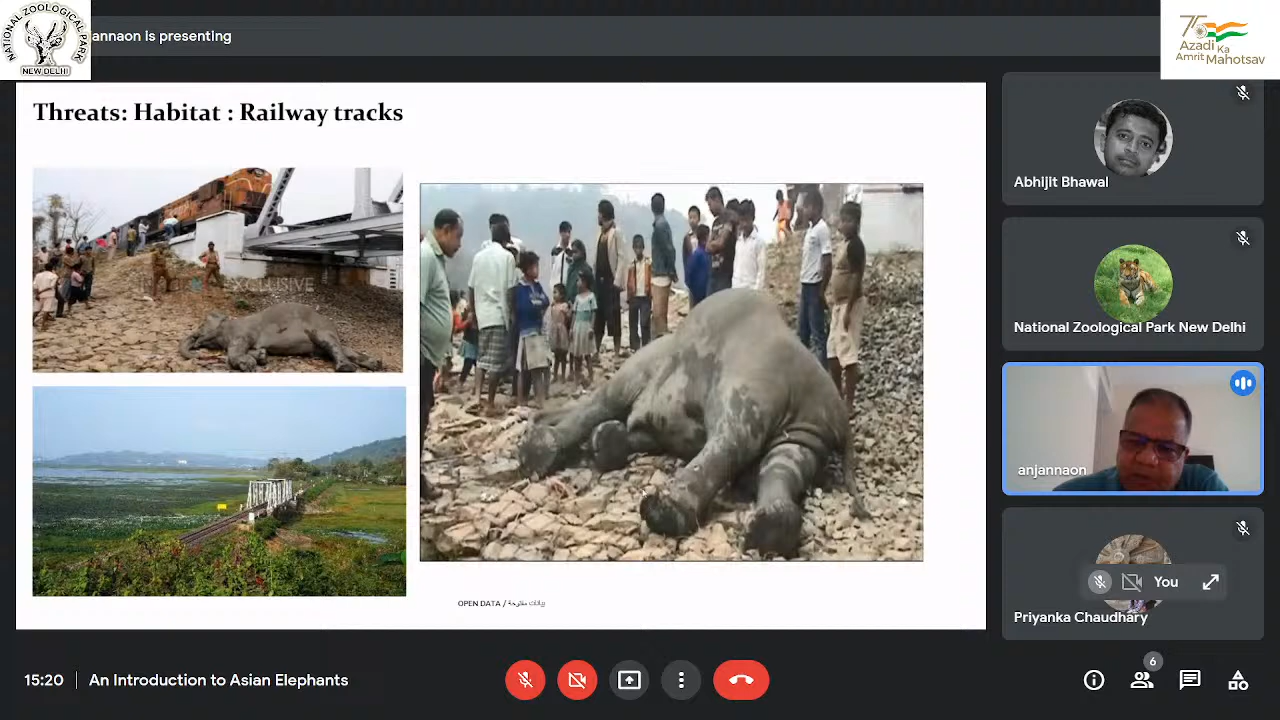 NATIONAL ZOOLOGICAL PARK
NEW DELHI
annaon is presenting
75
Azadi Ka
Amrit Mahotsav
Threats: Habitat : Railway tracks
EXCLUSIVE
OPEN DATA / بيانات مفتوحة
Abhijit Bhawal
National Zoological Park New Delhi
anjannaon
You
Priyanka Chaudhary
15:20 | An Introduction to Asian Elephants
6